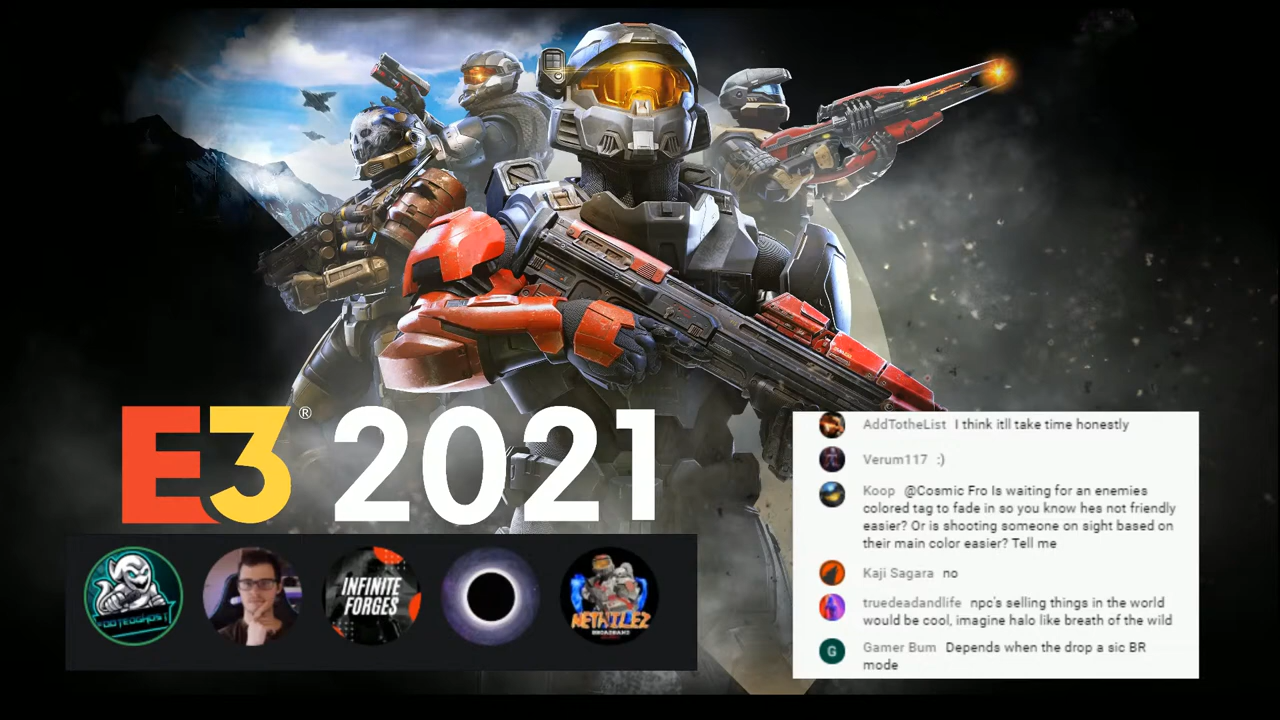 E3® 2021
INFINITE
FORGES
AddTotheList I think itll take time honestly
Verum117 :)
Koop @Cosmic Fro Is waiting for an enemies
colored tag to fade in so you know hes not friendly
easier? Or is shooting someone on sight based on
their main color easier? Tell me
Kaji Sagara no
truedeadandlife npc's selling things in the world
would be cool, imagine halo like breath of the wild
G Gamer Bum Depends when the drop a sic BR
mode